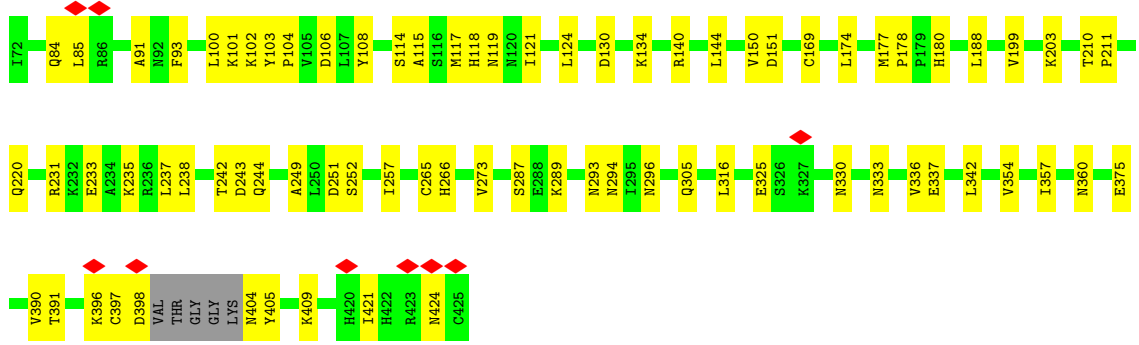 I72 Q84 L85 R86 A91 N92 F93 L100 K101 K102 Y103 P104 V105 D106 L107 Y108 S114 A115 S116 M117 H118 N119 N120 I121 L124 D130 K134 R140 L144 V150 D151 C169 L174 M177 P178 P179 H180 L188 V199 K203 T210 P211
Q220 R231 K232 E233 A234 K235 R236 L237 L238 T242 D243 Q244 A249 L250 D251 S252 I257 C265 H266 V273 S287 E288 K289 N293 N294 I295 N296 Q305 L316 E325 S326 K327 N330 N333 V336 E337 L342 V354 I357 N360 E375
V390 T391 K396 C397 D398 VAL THR GLY GLY LYS N404 Y405 K409 H420 I421 H422 R423 N424 C425